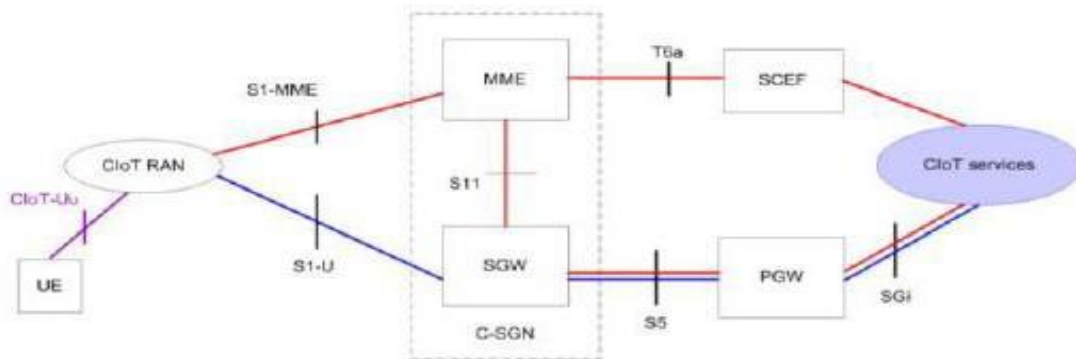 T6a
MME
SCEF
S1-MME
CIoT RAN
CIoT services
CIoT-Uu
S11
S1-U
SGW
PGW
UE
SGi
S5
C-SGN